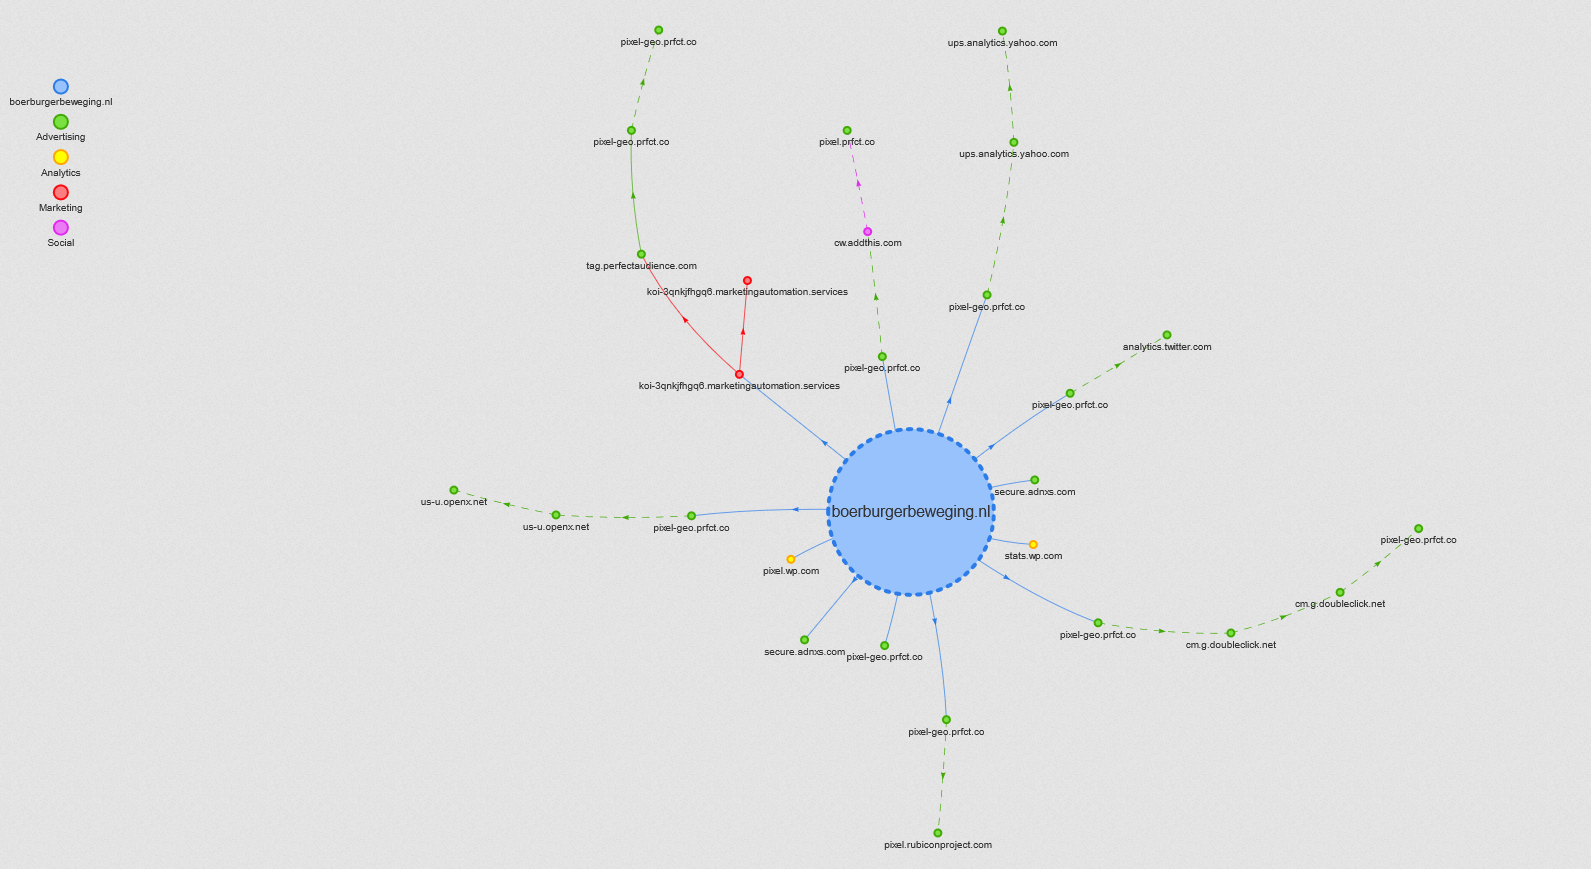 boerburgerbeweging.nl
Advertising
Analytics
Marketing
Social
pixel-geo.prfct.co
ups.analytics.yahoo.com
pixel-geo.prfct.co
pixel.prfct.co
ups.analytics.yahoo.com
cw.addthis.com
tag.perfectaudience.com
koi-3qnkjfhgq6.marketingautomation.services
pixel-geo.prfct.co
analytics.twitter.com
pixel-geo.prfct.co
koi-3qnkjfhgq6.marketingautomation.services
pixel-geo.prfct.co
secure.adnxs.com
us-u.openx.net
boerburgerbeweging.nl
us-u.openx.net
pixel-geo.prfct.co
pixel-geo.prfct.co
stats.wp.com
pixel.wp.com
cm.g.doubleclick.net
pixel-geo.prfct.co
cm.g.doubleclick.net
secure.adnxs.com
pixel-geo.prfct.co
pixel-geo.prfct.co
pixel.rubiconproject.com